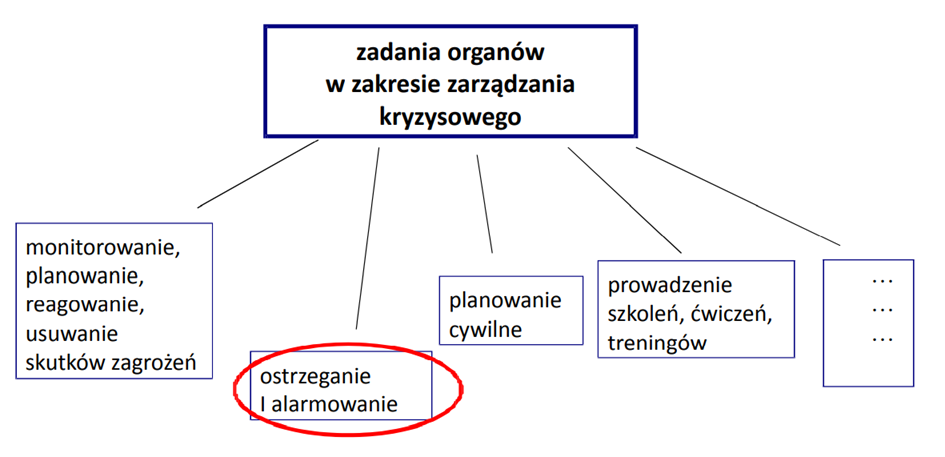 zadania organów
w zakresie zarządzania
kryzysowego
monitorowanie,
planowanie,
reagowanie,
usuwanie
skutków zagrożeń
ostrzeganie
I alarmowanie
planowanie
cywilne
prowadzenie
szkoleń, ćwiczeń,
treningów
…
…
…